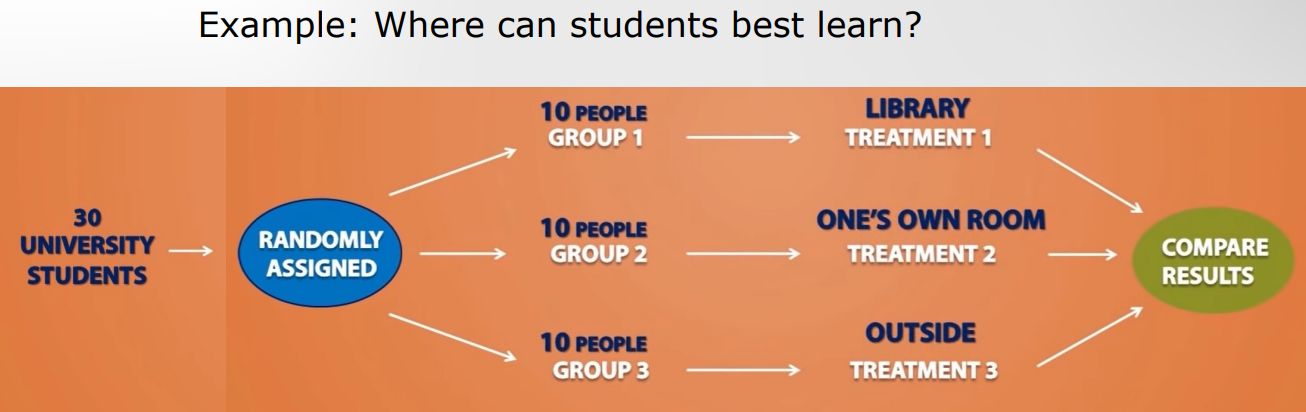 Example: Where can students best learn?
30
UNIVERSITY
STUDENTS
RANDOMLY
ASSIGNED
10 PEOPLE
GROUP 1
LIBRARY
TREATMENT 1
10 PEOPLE
GROUP 2
ONE'S OWN ROOM
TREATMENT 2
10 PEOPLE
GROUP 3
OUTSIDE
TREATMENT 3
COMPARE
RESULTS